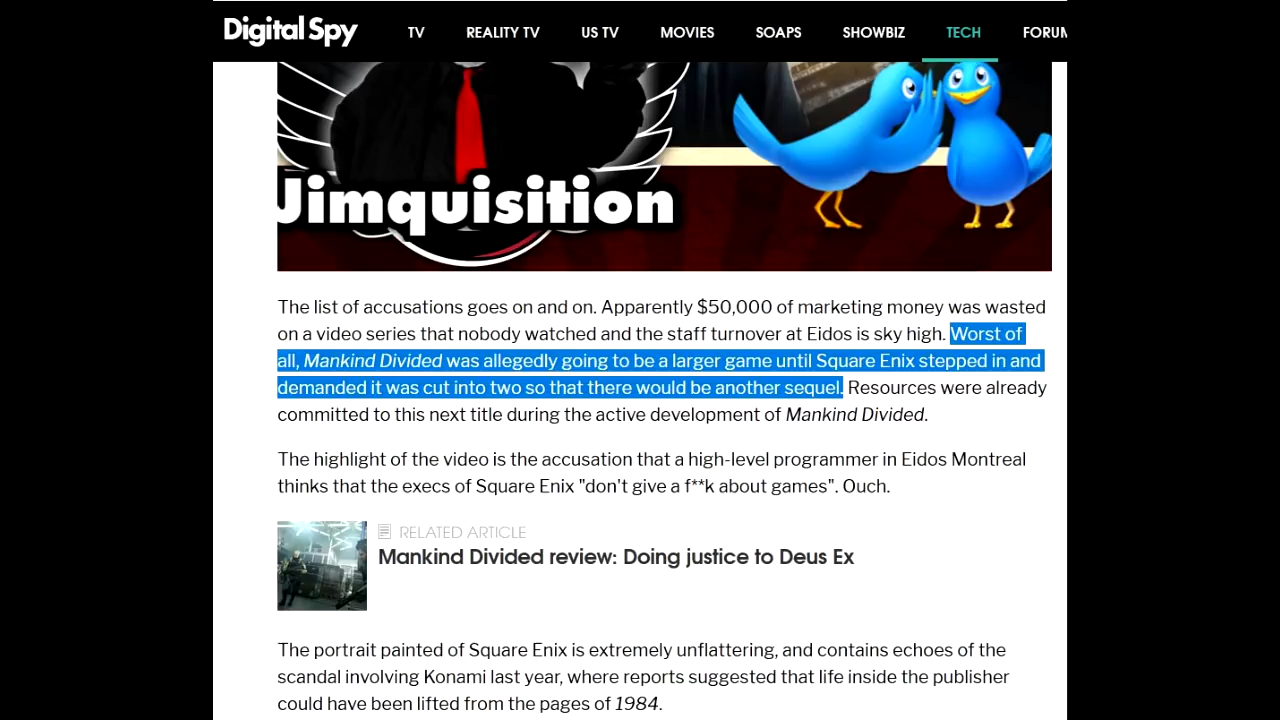 Digital Spy
TV REALITY TV US TV MOVIES SOAPS SHOWBIZ TECH FORUM
Jimquisition
The list of accusations goes on and on. Apparently $50,000 of marketing money was wasted
on a video series that nobody watched and the staff turnover at Eidos is sky high. Worst of
all, Mankind Divided was allegedly going to be a larger game until Square Enix stepped in and
demanded it was cut into two so that there would be another sequel. Resources were already
committed to this next title during the active development of Mankind Divided.
The highlight of the video is the accusation that a high-level programmer in Eidos Montreal
thinks that the execs of Square Enix "don't give a f**k about games". Ouch.
RELATED ARTICLE
Mankind Divided review: Doing justice to Deus Ex
The portrait painted of Square Enix is extremely unflattering, and contains echoes of the
scandal involving Konami last year, where reports suggested that life inside the publisher
could have been lifted from the pages of 1984.